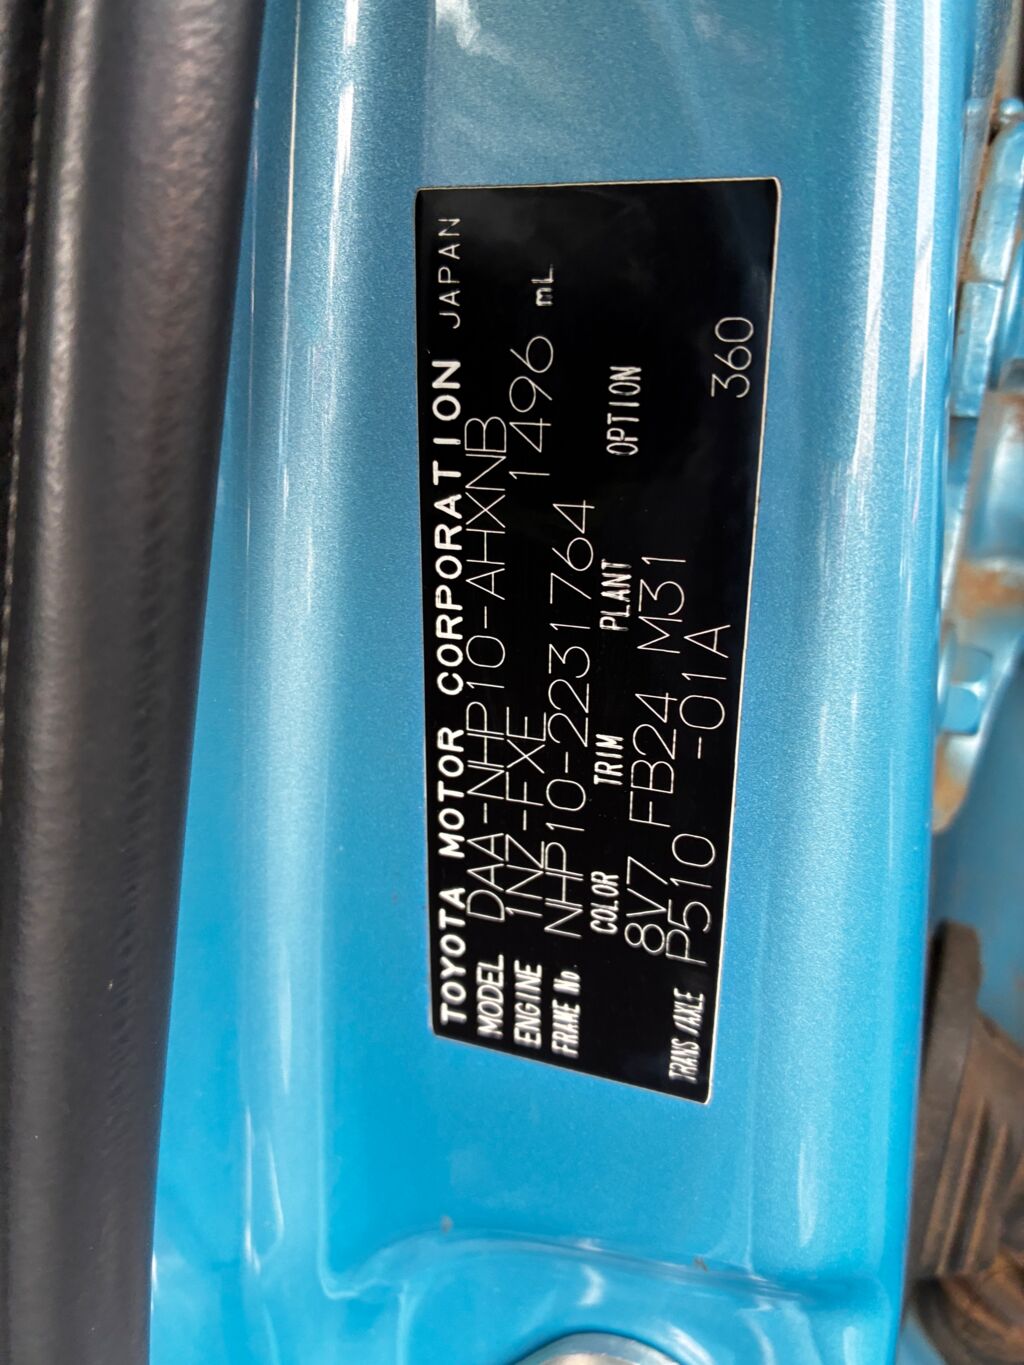 TOYOTA MOTOR CORPORATION JAPAN
MODEL DAA-NHP10-AHXNB
ENGINE 1NZ-FXE 1496 mL
FRAME No. NHP10-2231764
COLOR TRIM PLANT OPTION
8V7 FB24 M31
TRANS/AXLE P510 -01A 360